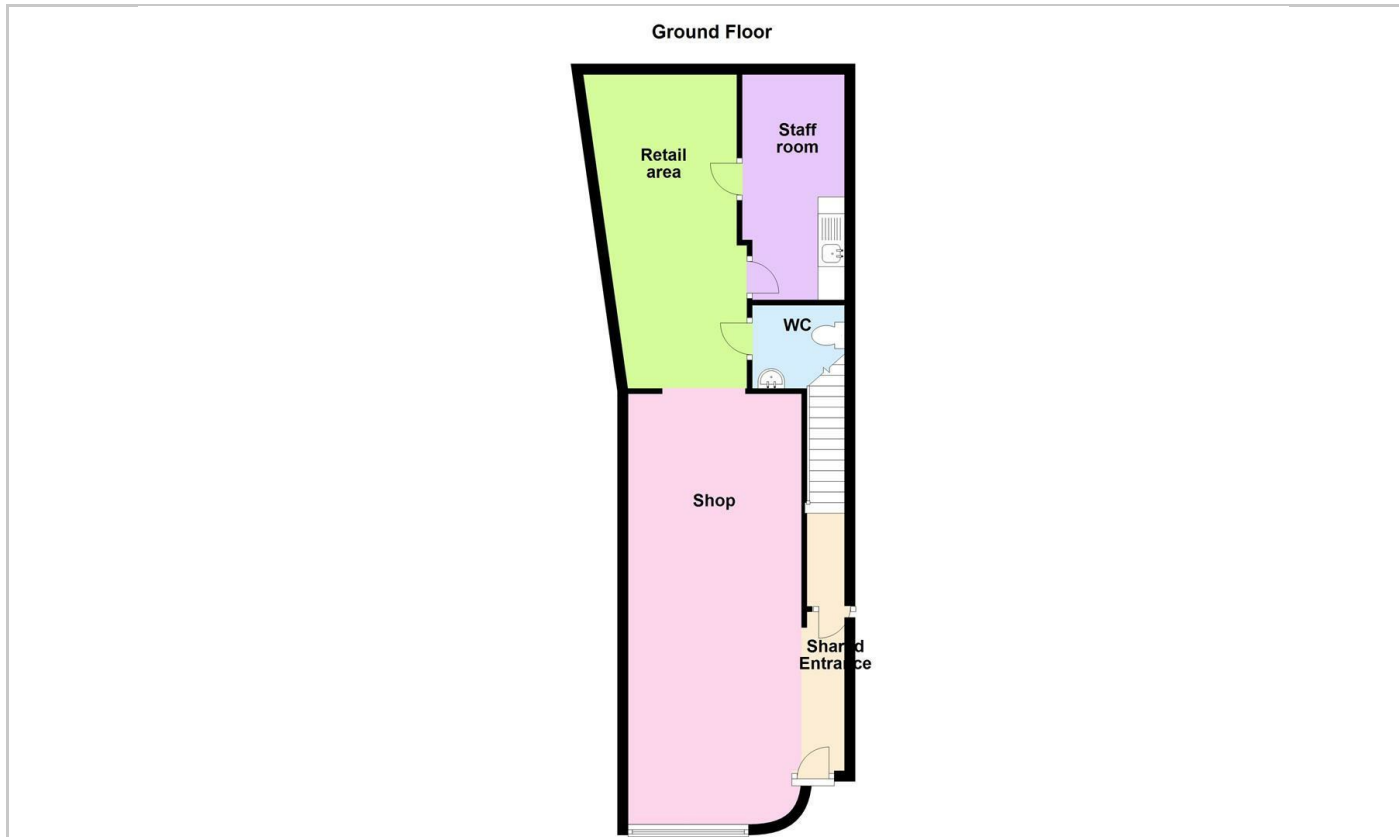 Ground Floor
Staff
room
Retail
area
WC
Shop
Shared
Entrance